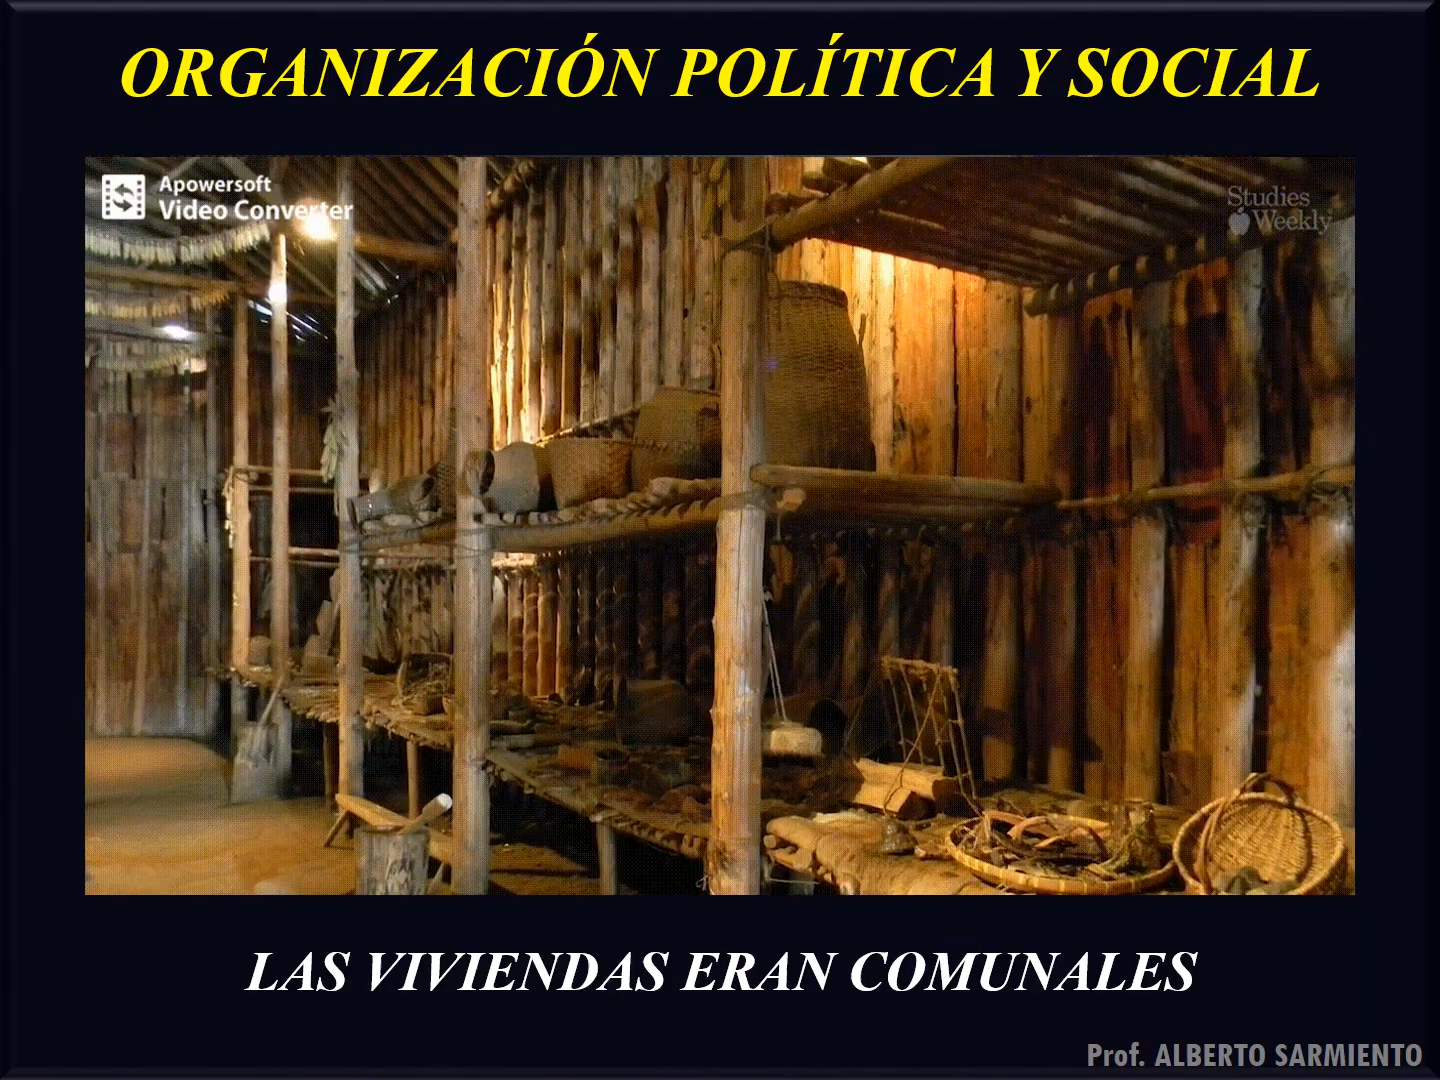 ORGANIZACIÓN POLÍTICA Y SOCIAL
Apowersoft
Video Converter
Studies
Weekly
LAS VIVIENDAS ERAN COMUNALES
Prof. ALBERTO SARMIENTO